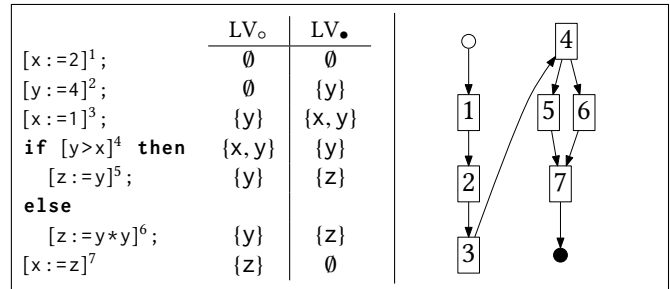 LV∘ LV•
[x:=2]¹; ∅ ∅
[y:=4]²; ∅ {y}
[x:=1]³; {y} {x, y}
if [y>x]⁴ then {x, y} {y}
[z:=y]⁵; {y} {z}
else
[z:=y*y]⁶; {y} {z}
[x:=z]⁷ {z} ∅
4
1 5 6
2 7
3